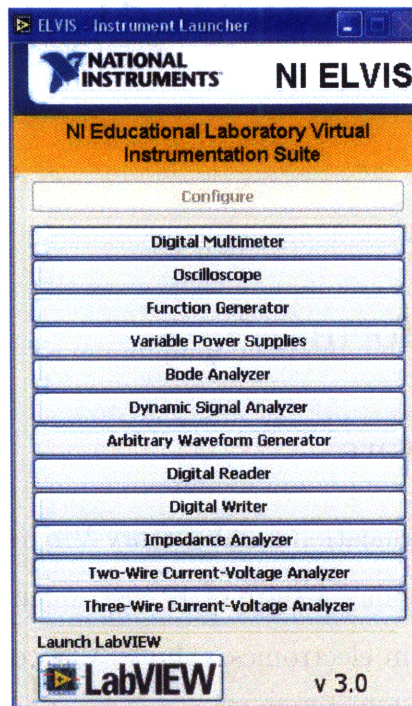 ELVIS - Instrument Launcher
NATIONAL
INSTRUMENTS
NI ELVIS
NI Educational Laboratory Virtual
Instrumentation Suite
Configure
Digital Multimeter
Oscilloscope
Function Generator
Variable Power Supplies
Bode Analyzer
Dynamic Signal Analyzer
Arbitrary Waveform Generator
Digital Reader
Digital Writer
Impedance Analyzer
Two-Wire Current-Voltage Analyzer
Three-Wire Current-Voltage Analyzer
Launch LabVIEW
LabVIEW
v 3.0